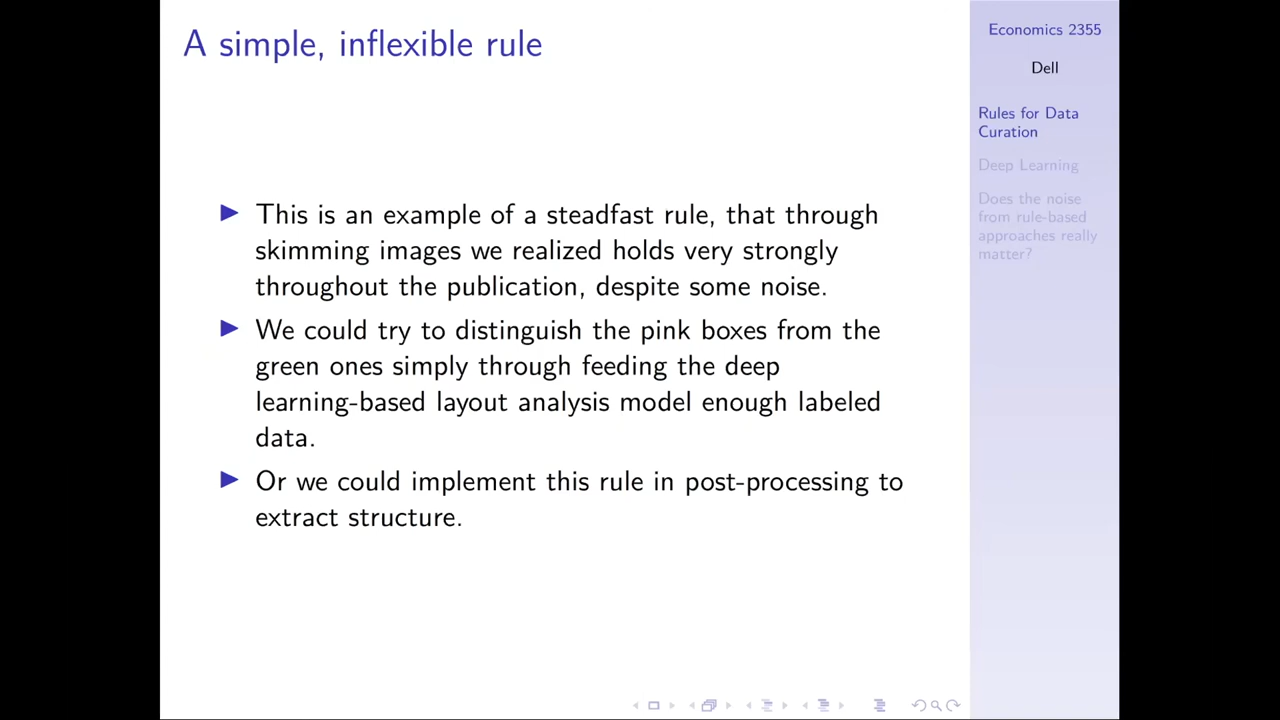 A simple, inflexible rule
▶ This is an example of a steadfast rule, that through
skimming images we realized holds very strongly
throughout the publication, despite some noise.
▶ We could try to distinguish the pink boxes from the
green ones simply through feeding the deep
learning-based layout analysis model enough labeled
data.
▶ Or we could implement this rule in post-processing to
extract structure.
Economics 2355
Dell
Rules for Data
Curation
Deep Learning
Does the noise
from rule-based
approaches really
matter?